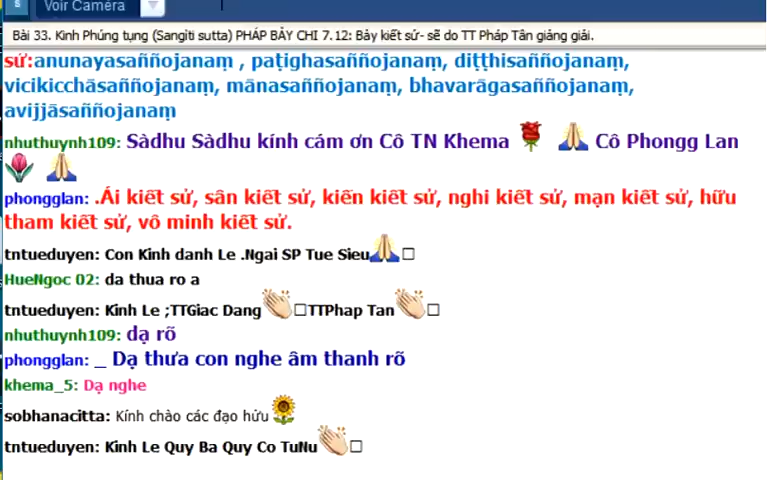 s Voir Caméra
Bài 33. Kinh Phúng tụng (Sangiti sutta) PHÁP BẢY CHI 7.12: Bảy kiết sử- sẽ do TT Pháp Tân giảng giải.
sử:anunayasaññojanaṃ , paṭighasaññojanaṃ, diṭṭhisaññojanaṃ,
vicikicchāsaññojanaṃ, mānasaññojanaṃ, bhavarāgasaññojanaṃ,
avijjāsaññojanaṃ
nhuthuynh109: Sàdhu Sàdhu kính cám ơn Cô TN Khema 🌹 🙏 Cô Phongg Lan
🌷 🙏
phongglan: .Ái kiết sử, sân kiết sử, kiến kiết sử, nghi kiết sử, mạn kiết sử, hữu
tham kiết sử, vô minh kiết sử.
tntueduyen: Con Kinh danh Le .Ngai SP Tue Sieu🙏□
HueNgoc 02: da thua ro a
tntueduyen: Kinh Le ;TTGiac Dang👏□TTPhap Tan👏□
nhuthuynh109: dạ rõ
phongglan: _ Dạ thưa con nghe âm thanh rõ
khema_5: Dạ nghe
sobhanacitta: Kính chào các đạo hữu🌻
tntueduyen: Kinh Le Quy Ba Quy Co TuNu👏□